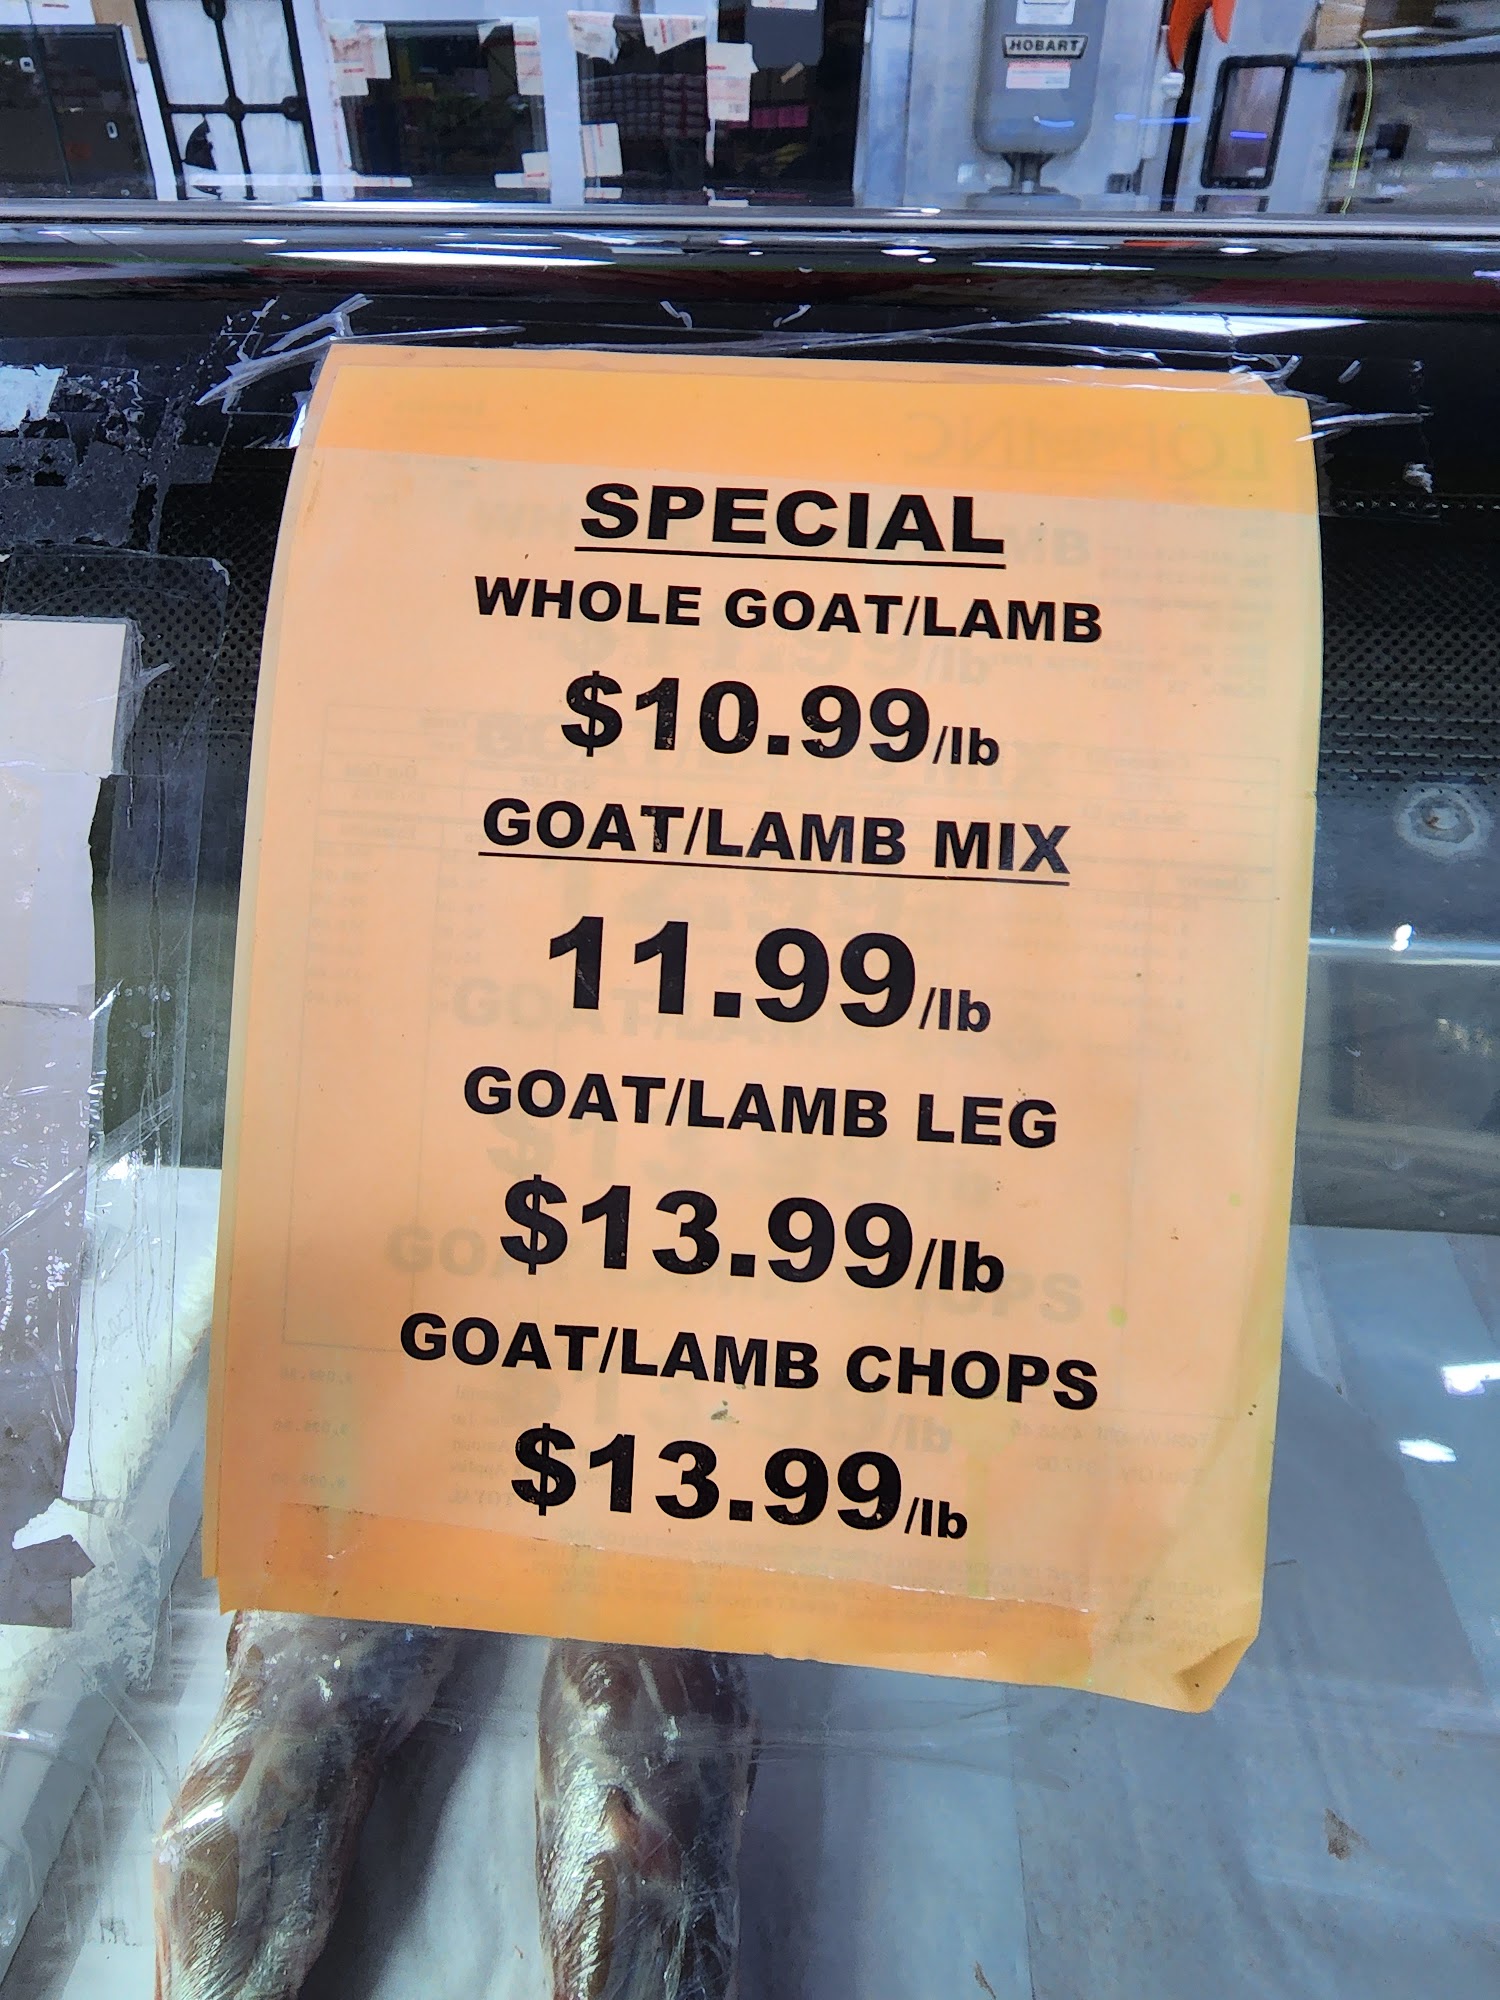 HOBART
SPECIAL
WHOLE GOAT/LAMB
$10.99/lb
GOAT/LAMB MIX
11.99/lb
GOAT/LAMB LEG
$13.99/lb
GOAT/LAMB CHOPS
$13.99/lb